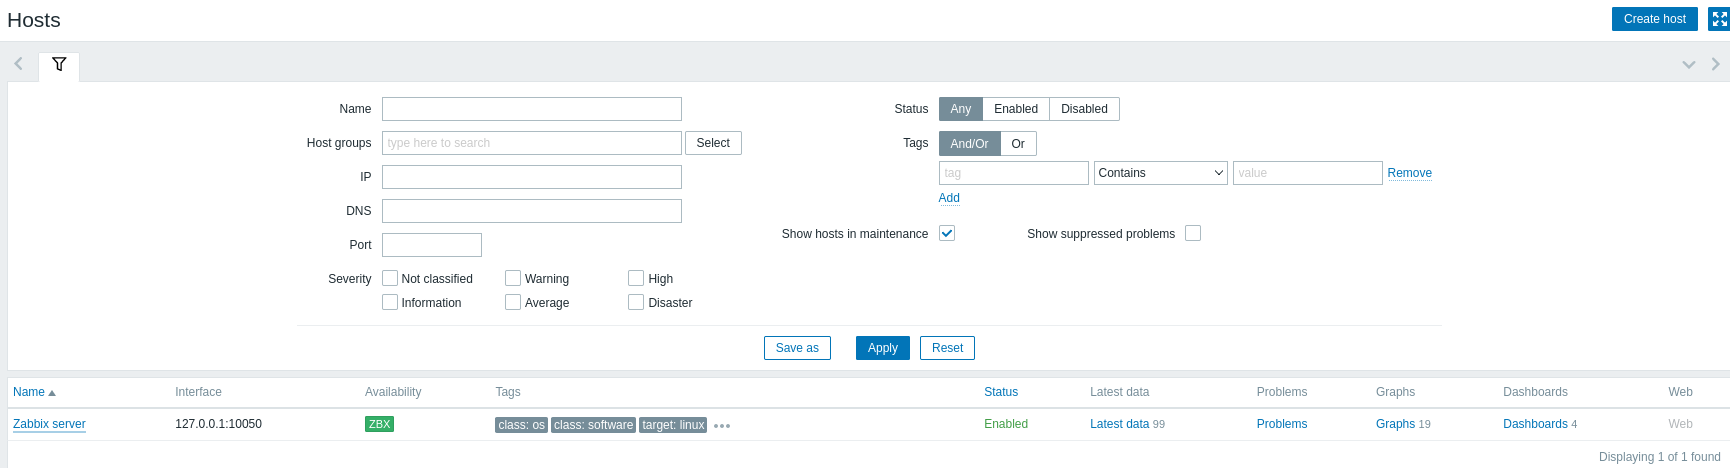 Hosts
Create host
Name
Status Any Enabled Disabled
Host groups type here to search Select
Tags And/Or Or
IP
tag Contains value Remove
DNS
Add
Port
Show hosts in maintenance Show suppressed problems
Severity Not classified Warning High
Information Average Disaster
Save as Apply Reset
Name Interface Availability Tags Status Latest data Problems Graphs Dashboards Web
Zabbix server 127.0.0.1:10050 ZBX class: os class: software target: linux Enabled Latest data 99 Problems Graphs 19 Dashboards 4 Web
Displaying 1 of 1 found